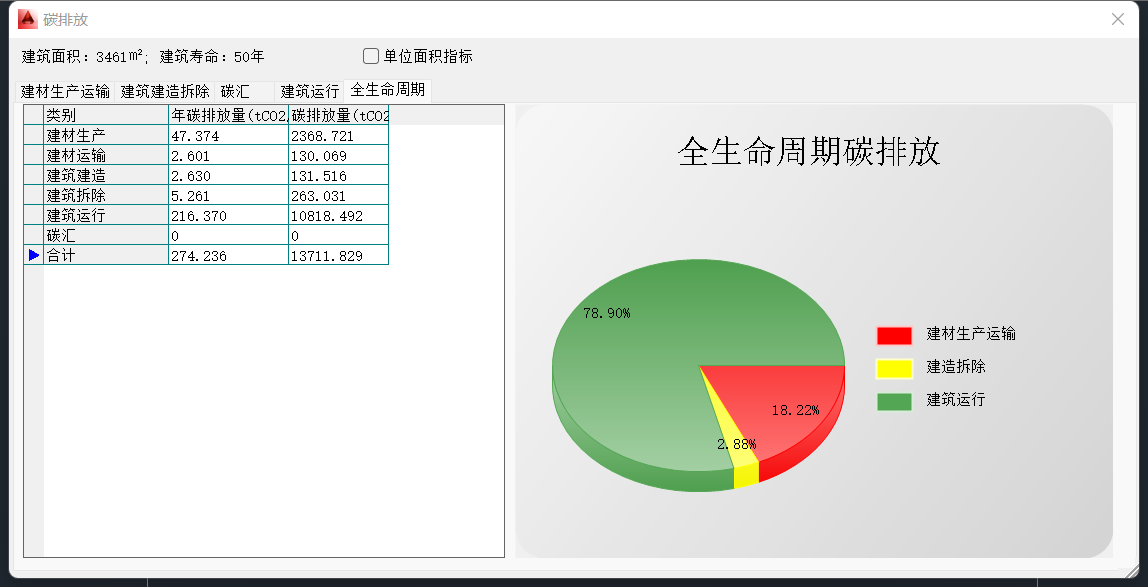 碳排放
建筑面积：3461㎡；建筑寿命：50年 单位面积指标
建材生产运输 建筑建造拆除 碳汇 建筑运行 全生命周期
类别 年碳排放量(tCO2/ 碳排放量(tCO2
建材生产 47.374 2368.721
建材运输 2.601 130.069
建筑建造 2.630 131.516
建筑拆除 5.261 263.031
建筑运行 216.370 10818.492
碳汇 0 0
合计 274.236 13711.829
全生命周期碳排放
78.90%
18.22%
2.88%
建材生产运输
建造拆除
建筑运行